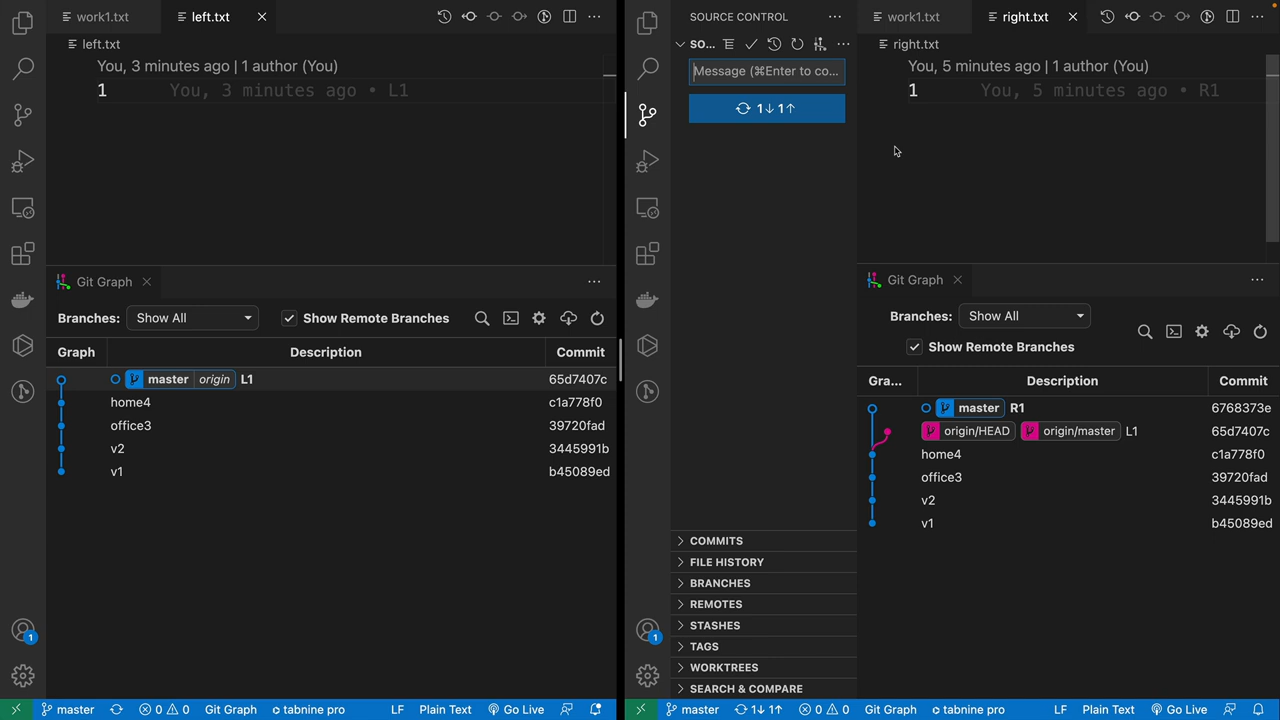 work1.txt
left.txt
left.txt
You, 3 minutes ago | 1 author (You)
1 You, 3 minutes ago • L1
Git Graph
Branches: Show All Show Remote Branches
Graph Description Commit
master origin L1 65d7407c
home4 c1a778f0
office3 39720fad
v2 3445991b
v1 b45089ed
1
master 0 0 Git Graph tabnine pro LF Plain Text Go Live
SOURCE CONTROL
SO...
Message (⌘Enter to co...
1↓ 1↑
COMMITS
FILE HISTORY
BRANCHES
REMOTES
STASHES
TAGS
WORKTREES
SEARCH & COMPARE
work1.txt
right.txt
right.txt
You, 5 minutes ago | 1 author (You)
1 You, 5 minutes ago • R1
Git Graph
Branches: Show All
Show Remote Branches
Gra... Description Commit
master R1 6768373e
origin/HEAD origin/master L1 65d7407c
home4 c1a778f0
office3 39720fad
v2 3445991b
v1 b45089ed
1
master 1↓ 1↑ 0 0 Git Graph tabnine pro LF Plain Text Go Live